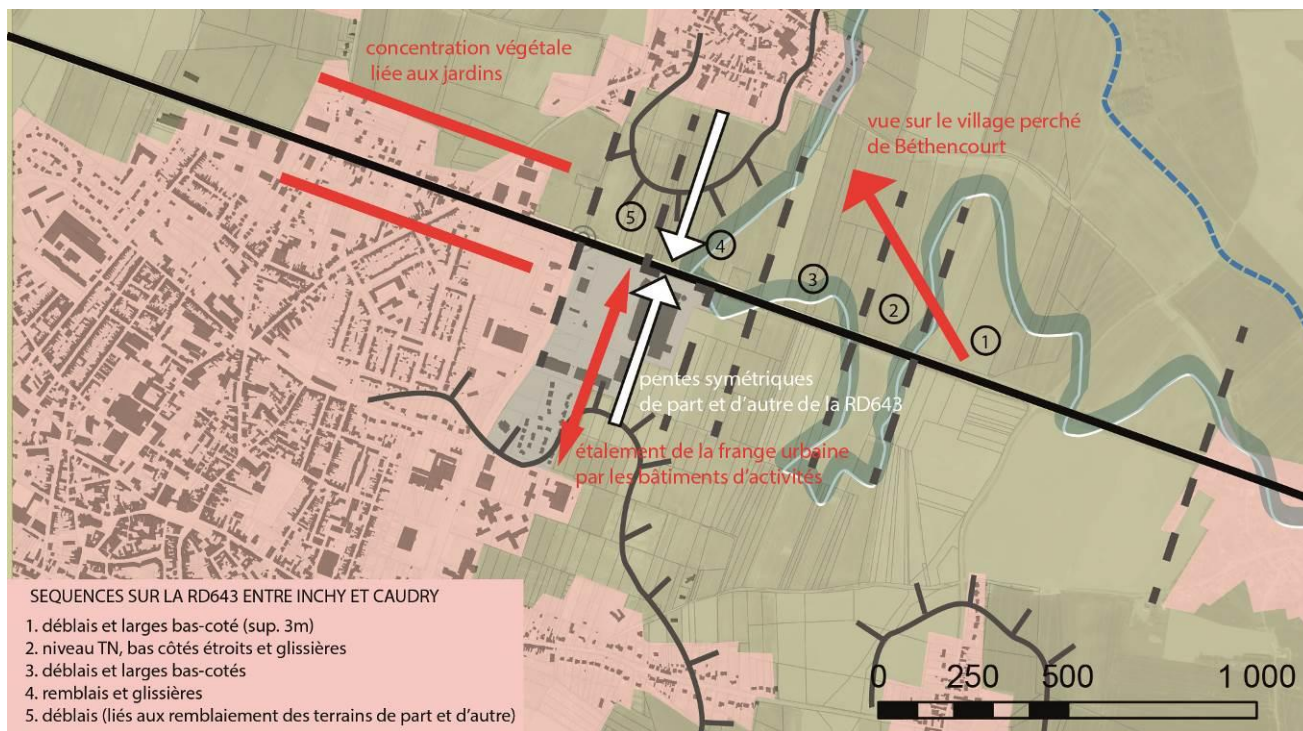 concentration végétale
liée aux jardins
vue sur le village perché
de Béthencourt
5
4
3
2
1
pentes symétriques
de part et d'autre de la RD643
étalement de la frange urbaine
par les bâtiments d'activités
SEQUENCES SUR LA RD643 ENTRE INCHY ET CAUDRY
1. déblais et larges bas-coté (sup. 3m)
2. niveau TN, bas côtés étroits et glissières
3. déblais et larges bas-cotés
4. remblais et glissières
5. déblais (liés aux remblaiement des terrains de part et d'autre)
0 250 500 1 000